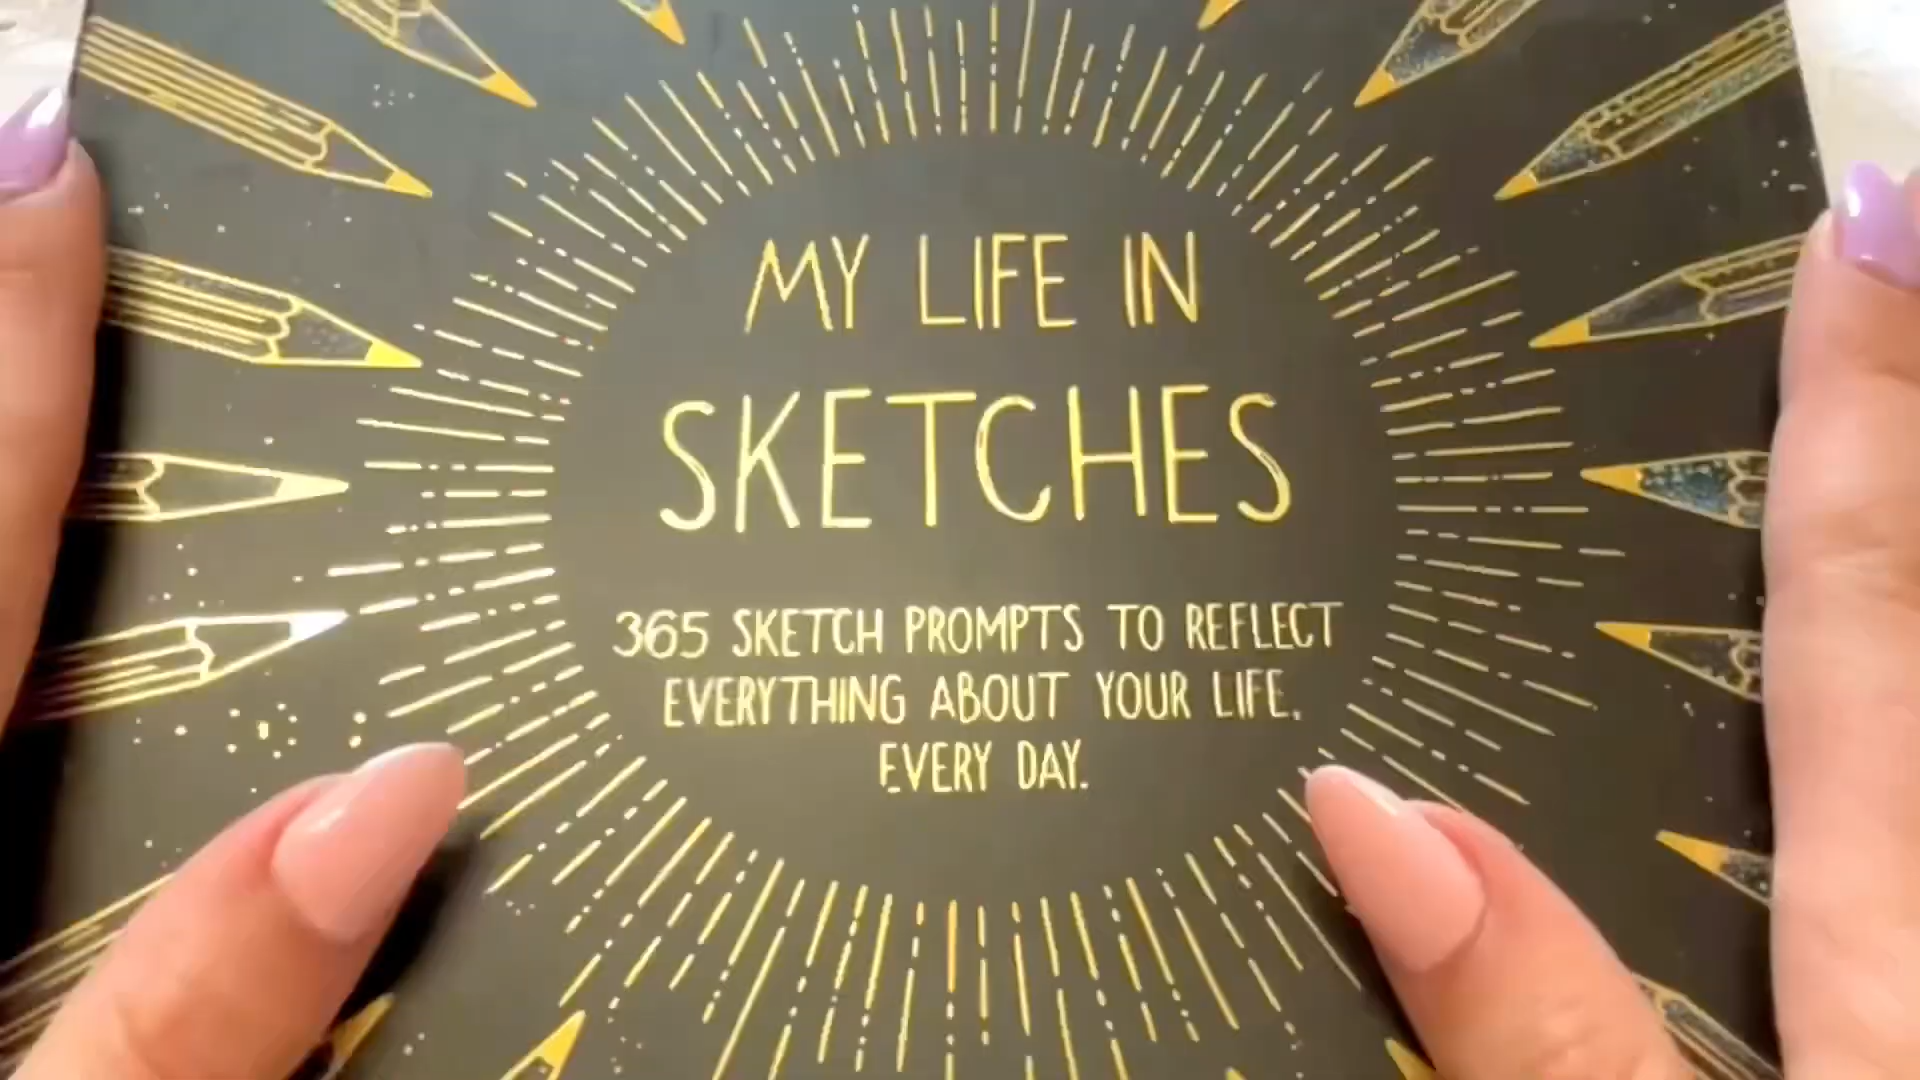 MY LIFE IN
SKETCHES
365 SKETCH PROMPTS TO REFLECT
EVERYTHING ABOUT YOUR LIFE,
EVERY DAY.